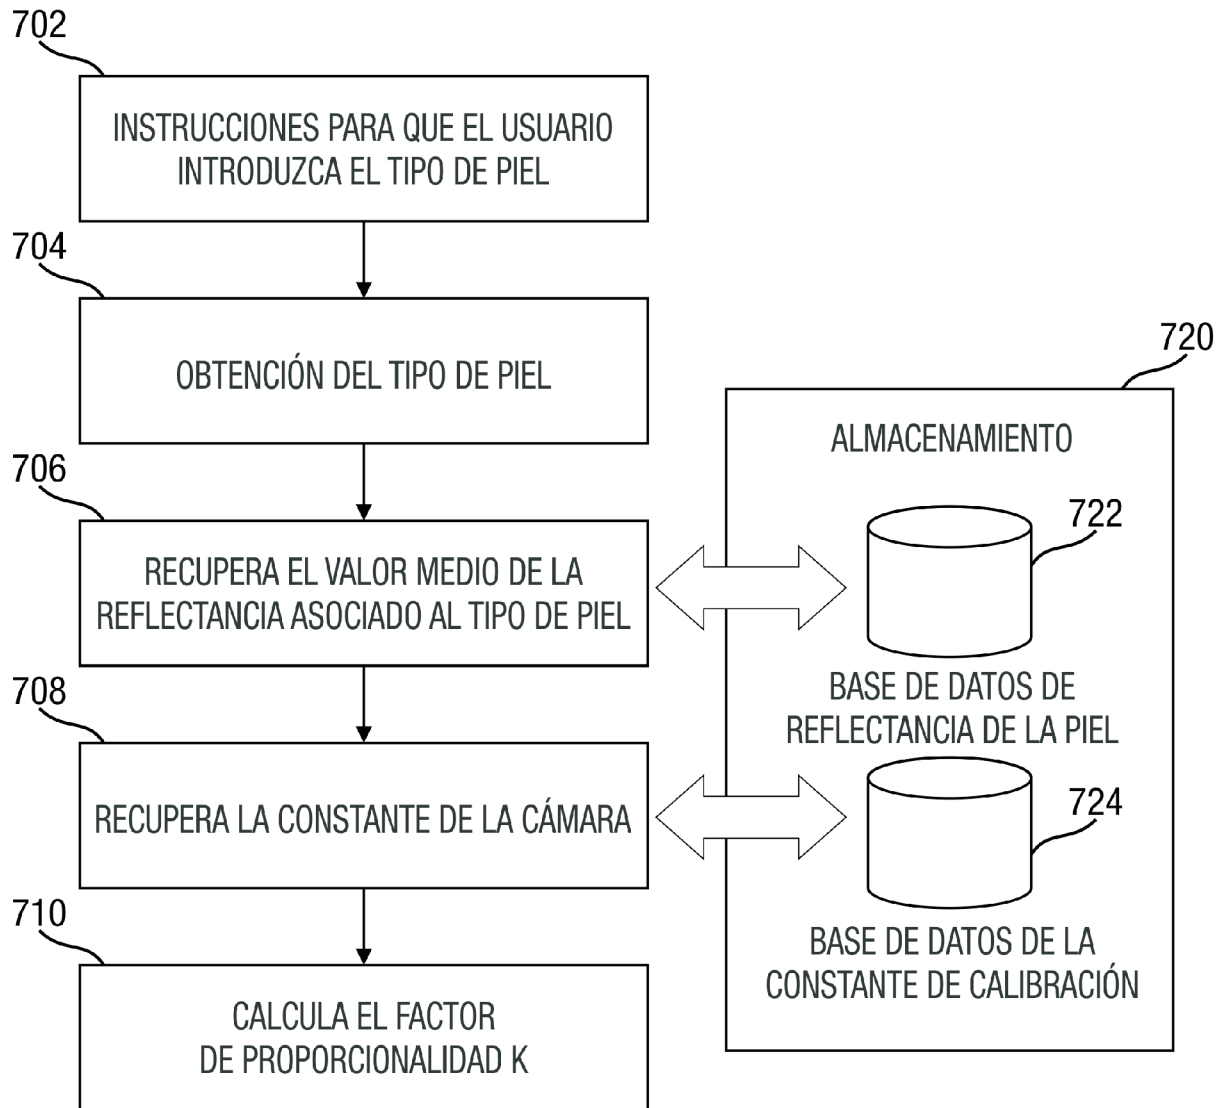 702
INSTRUCCIONES PARA QUE EL USUARIO
INTRODUZCA EL TIPO DE PIEL
704
OBTENCIÓN DEL TIPO DE PIEL
706
RECUPERA EL VALOR MEDIO DE LA
REFLECTANCIA ASOCIADO AL TIPO DE PIEL
708
RECUPERA LA CONSTANTE DE LA CÁMARA
710
CALCULA EL FACTOR
DE PROPORCIONALIDAD K
720
ALMACENAMIENTO
722
BASE DE DATOS DE
REFLECTANCIA DE LA PIEL
724
BASE DE DATOS DE LA
CONSTANTE DE CALIBRACIÓN